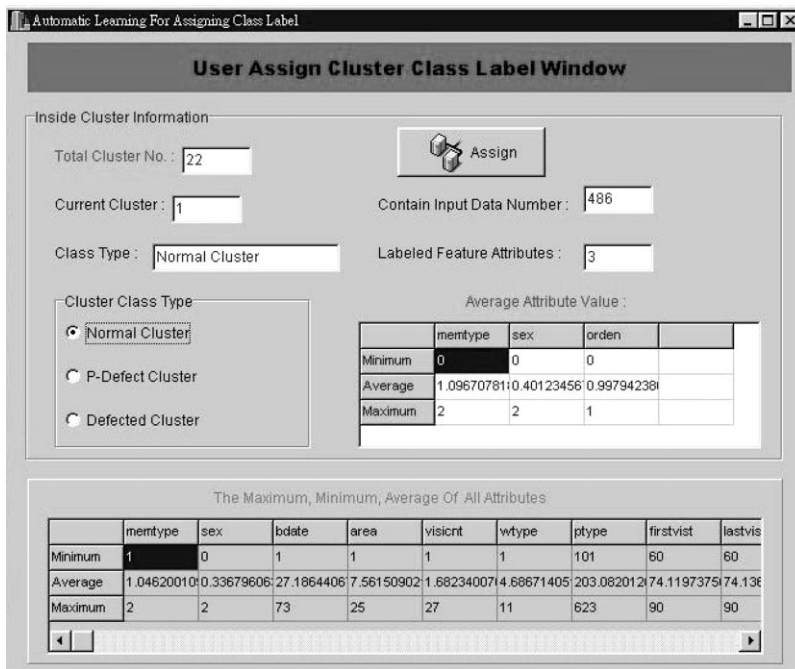 Automatic Learning For Assigning Class Label
User Assign Cluster Class Label Window
Inside Cluster Information
Total Cluster No. : 22
Assign
Current Cluster : 1
Contain Input Data Number : 486
Class Type : Normal Cluster
Labeled Feature Attributes : 3
Cluster Class Type
Normal Cluster
P-Defect Cluster
Defected Cluster
Average Attribute Value :
memtype sex orden
Minimum 0 0 0
Average 1.09670781 0.40123456 0.99794238
Maximum 2 2 1
The Maximum, Minimum, Average Of All Attributes
memtype sex bdate area visicnt wtype ptype firstvist lastvis
Minimum 1 0 1 1 1 1 101 60 60
Average 1.0462001 0.33679606 27.1864406 7.56150902 1.68234007 4.68671405 203.082012 74.1197375 74.136
Maximum 2 2 73 25 27 11 623 90 90